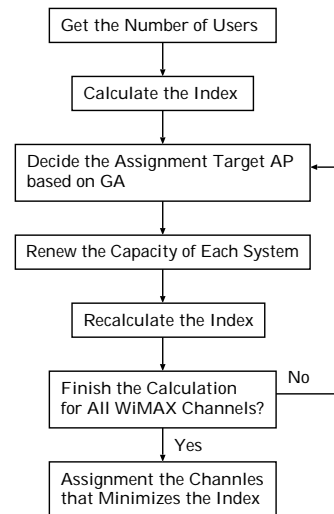 Get the Number of Users
Calculate the Index
Decide the Assignment Target AP
based on GA
Renew the Capacity of Each System
Recalculate the Index
Finish the Calculation
for All WiMAX Channels?
No
Yes
Assignment the Channles
that Minimizes the Index